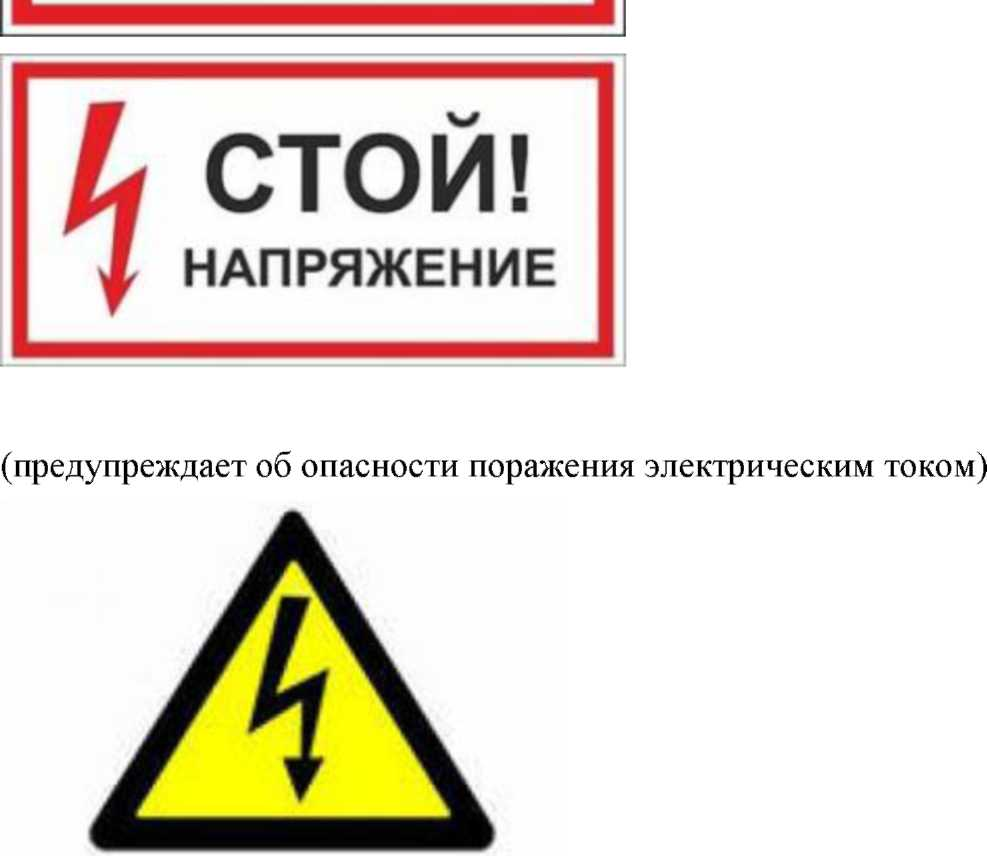 СТОЙ!
НАПРЯЖЕНИЕ
(предупреждает об опасности поражения электрическим током)